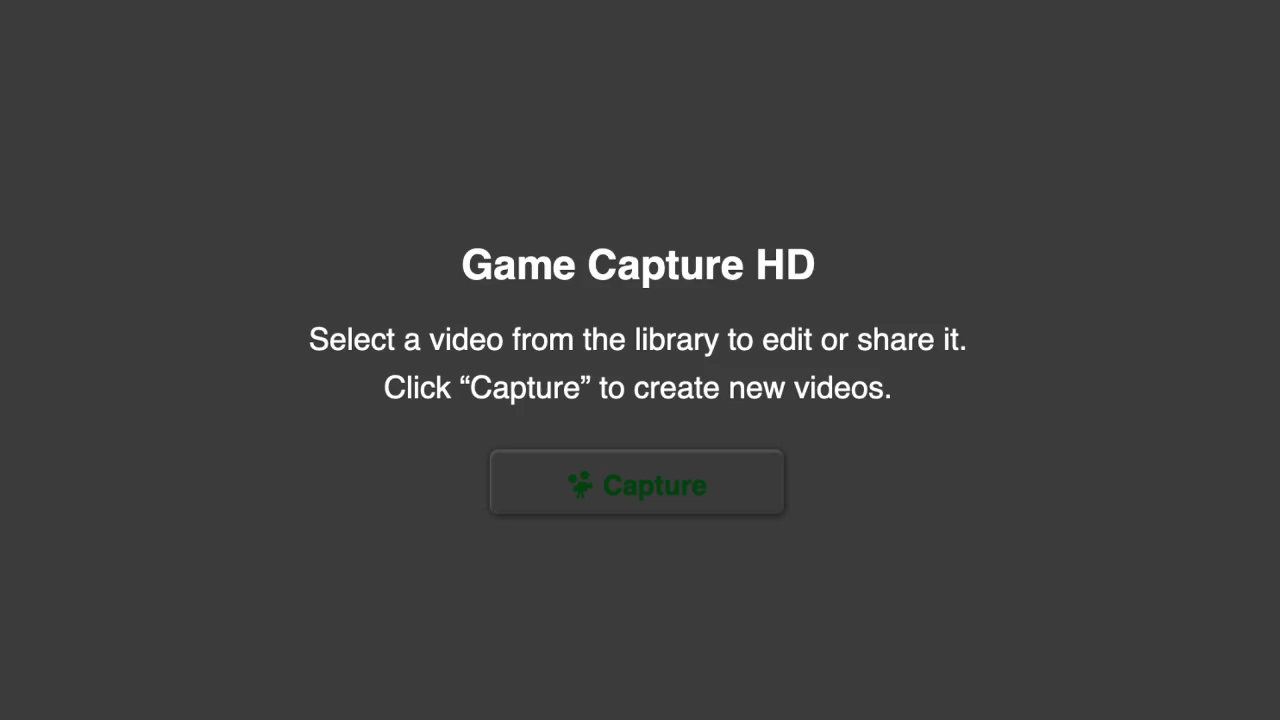 Game Capture HD
Select a video from the library to edit or share it.
Click “Capture” to create new videos.
Capture